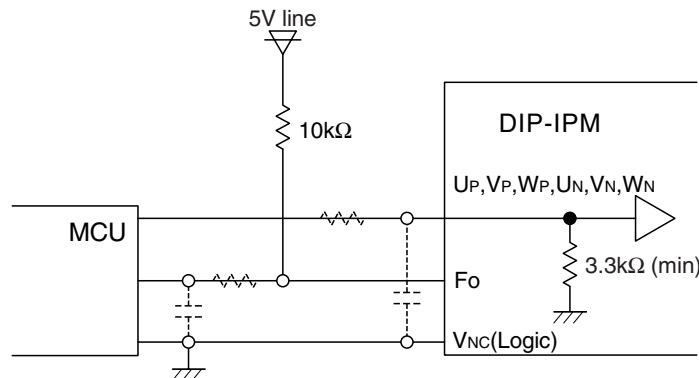 5V line
10kΩ
DIP-IPM
UP,VP,WP,UN,VN,WN
MCU
3.3kΩ (min)
Fo
VNC(Logic)